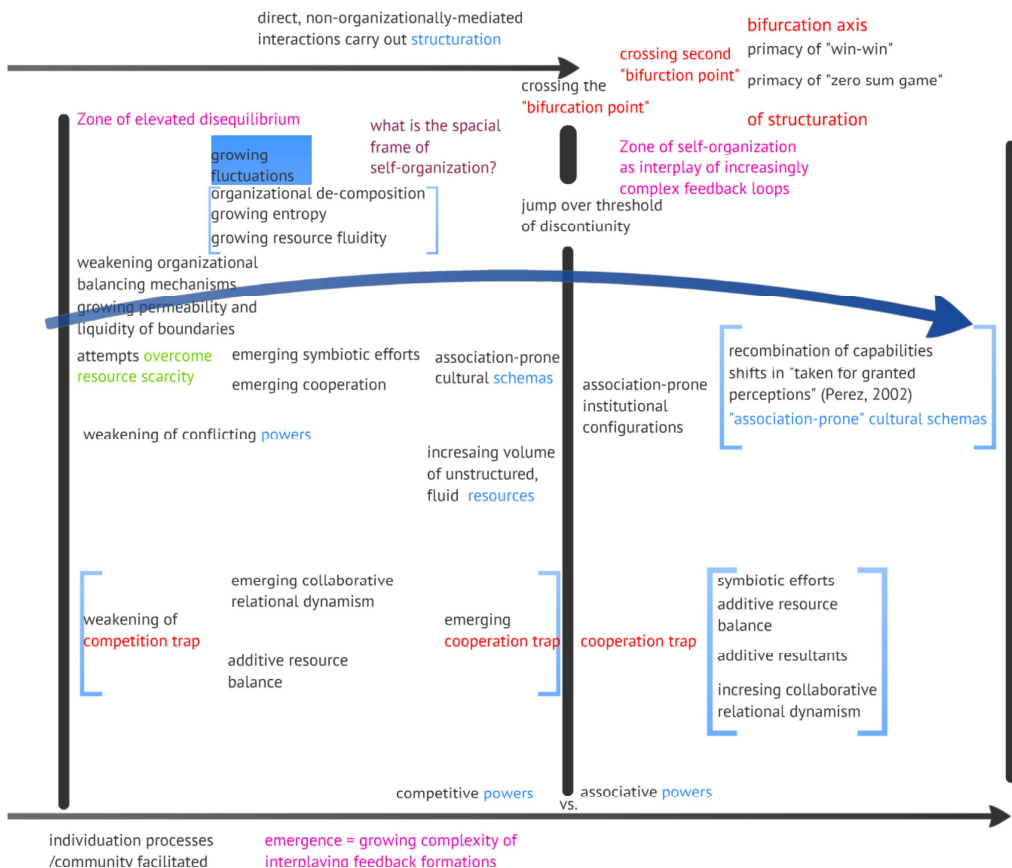 direct, non-organizationally-mediated
interactions carry out structuration
bifurcation axis
crossing second
"bifurction point"
primacy of "win-win"
primacy of "zero sum game"
crossing the
"bifurcation point"
of structuration
Zone of elevated disequilibrium
what is the spacial
frame of
self-organization?
Zone of self-organization
as interplay of increasingly
complex feedback loops
growing
fluctuations
organizational de-composition
growing entropy
growing resource fluidity
jump over threshold
of discontiunity
weakening organizational
balancing mechanisms
growing permeability and
liquidity of boundaries
attempts overcome
resource scarcity
emerging symbiotic efforts
emerging cooperation
association-prone
cultural schemas
association-prone
institutional
configurations
recombination of capabilities
shifts in "taken for granted
perceptions" (Perez, 2002)
"association-prone" cultural schemas
weakening of conflicting powers
incresaing volume
of unstructured,
fluid resources
emerging collaborative
relational dynamism
weakening of
competition trap
additive resource
balance
emerging
cooperation trap
cooperation trap
symbiotic efforts
additive resource
balance
additive resultants
incresing collaborative
relational dynamism
competitive powers
vs.
associative powers
individuation processes
/community facilitated
emergence = growing complexity of
interplaying feedback formations